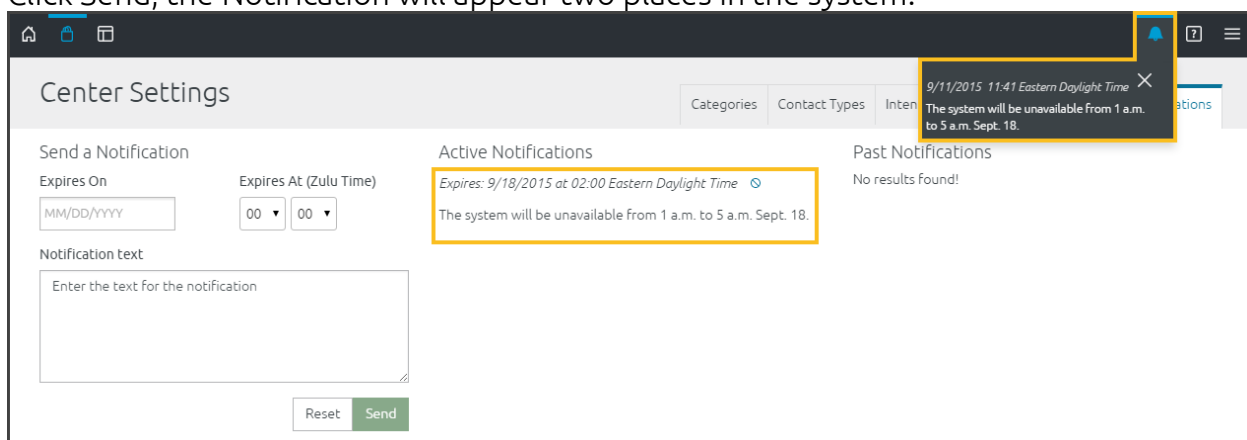 Click Send, the Notification will appear two places in the system.
Center Settings
Categories
Contact Types
9/11/2015 11:41 Eastern Daylight Time
The system will be unavailable from 1 a.m.
to 5 a.m. Sept. 18.
Send a Notification
Expires On
Expires At (Zulu Time)
MM/DD/YYYY
00
00
Notification text
Enter the text for the notification
Reset
Send
Active Notifications
Expires: 9/18/2015 at 02:00 Eastern Daylight Time
The system will be unavailable from 1 a.m. to 5 a.m. Sept. 18.
Past Notifications
No results found!